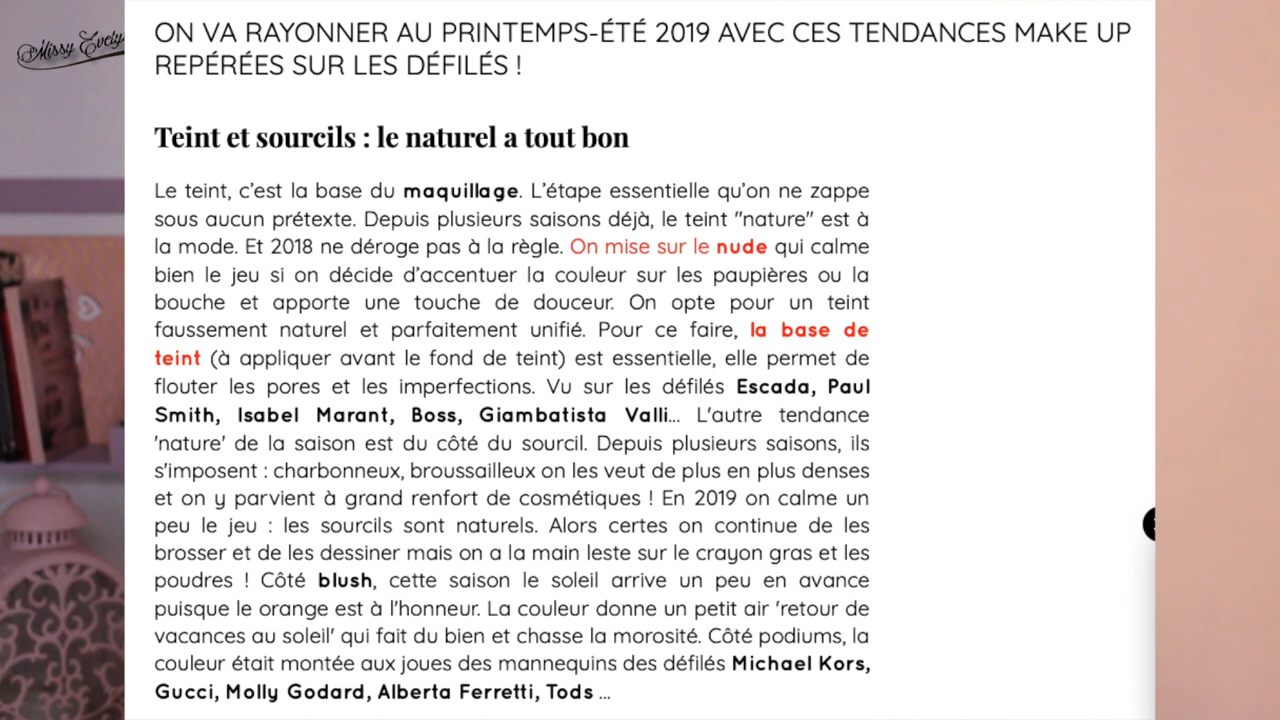 Missy Evely
ON VA RAYONNER AU PRINTEMPS-ÉTÉ 2019 AVEC CES TENDANCES MAKE UP
REPÉRÉES SUR LES DÉFILÉS !
Teint et sourcils : le naturel a tout bon
Le teint, c’est la base du maquillage. L’étape essentielle qu’on ne zappe
sous aucun prétexte. Depuis plusieurs saisons déjà, le teint "nature" est à
la mode. Et 2018 ne déroge pas à la règle. On mise sur le nude qui calme
bien le jeu si on décide d’accentuer la couleur sur les paupières ou la
bouche et apporte une touche de douceur. On opte pour un teint
faussement naturel et parfaitement unifié. Pour ce faire, la base de
teint (à appliquer avant le fond de teint) est essentielle, elle permet de
flouter les pores et les imperfections. Vu sur les défilés Escada, Paul
Smith, Isabel Marant, Boss, Giambatista Valli... L'autre tendance
'nature' de la saison est du côté du sourcil. Depuis plusieurs saisons, ils
s'imposent : charbonneux, broussailleux on les veut de plus en plus denses
et on y parvient à grand renfort de cosmétiques ! En 2019 on calme un
peu le jeu : les sourcils sont naturels. Alors certes on continue de les
brosser et de les dessiner mais on a la main leste sur le crayon gras et les
poudres ! Côté blush, cette saison le soleil arrive un peu en avance
puisque le orange est à l'honneur. La couleur donne un petit air 'retour de
vacances au soleil' qui fait du bien et chasse la morosité. Côté podiums, la
couleur était montée aux joues des mannequins des défilés Michael Kors,
Gucci, Molly Godard, Alberta Ferretti, Tods ...